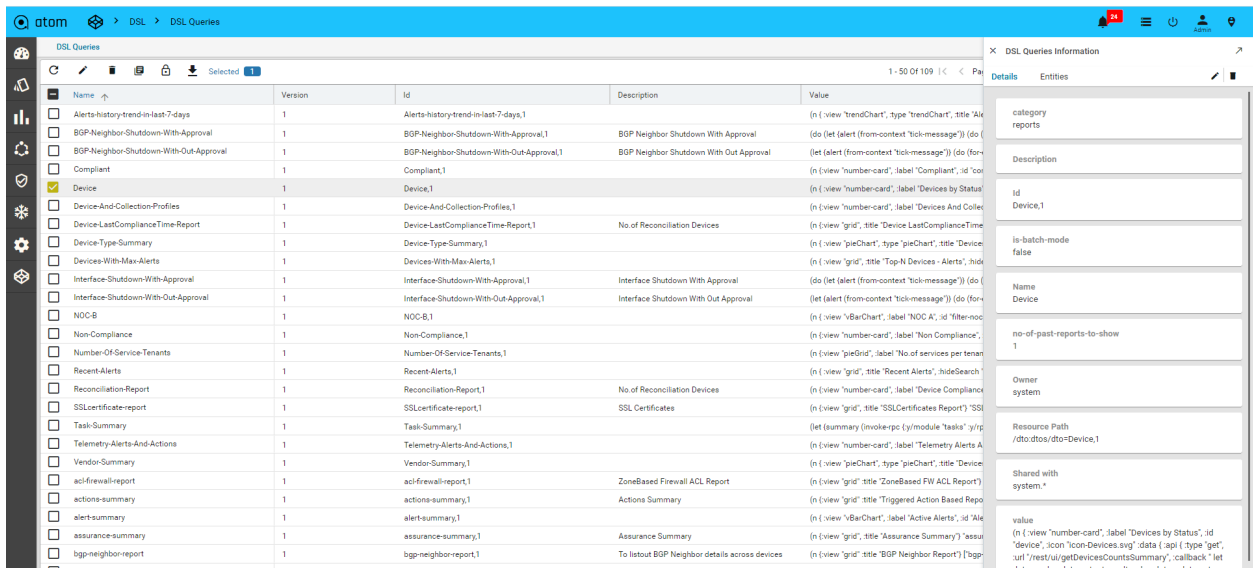 atom > DSL > DSL Queries 24 Admin
DSL Queries
Selected 1 1 - 50 Of 109
Name Version Id Description Value
Alerts-history-trend-in-last-7-days 1 Alerts-history-trend-in-last-7-days,1 (n { :view "trendChart", :type "trendChart", :title
BGP-Neighbor-Shutdown-With-Approval 1 BGP-Neighbor-Shutdown-With-Approval,1 BGP Neighbor Shutdown With Approval (do (let (alert (from-context "tick-message")) (do
BGP-Neighbor-Shutdown-With-Out-Approval 1 BGP-Neighbor-Shutdown-With-Out-Approval,1 BGP Neighbor Shutdown With Out Approval (let (alert (from-context "tick-message")) (do
Compliant 1 Compliant,1 (n { :view "number-card", :label "Compliant", :id
Device 1 Device,1 (n { :view "number-card", :label "Devices by Status"
Device-And-Collection-Profiles 1 Device-And-Collection-Profiles,1 (n { :view "number-card", :label "Devices And
Device-LastComplianceTime-Report 1 Device-LastComplianceTime-Report,1 No.of Reconciliation Devices (n {:view "grid", :title "Device LastComplianceTime
Device-Type-Summary 1 Device-Type-Summary,1 (n { :view "pieChart", :type "pieChart", :title
Devices-With-Max-Alerts 1 Devices-With-Max-Alerts,1 (n { :view "grid", :title "Top-N Devices - Alerts",
Interface-Shutdown-With-Approval 1 Interface-Shutdown-With-Approval,1 Interface Shutdown With Approval (do (let (alert (from-context "tick-message")) (do
Interface-Shutdown-With-Out-Approval 1 Interface-Shutdown-With-Out-Approval,1 Interface Shutdown With Out Approval (let (alert (from-context "tick-message")) (do
NOC-B 1 NOC-B,1 (n { :view "vBarChart", :label "NOC A", :id
Non-Compliance 1 Non-Compliance,1 (n { :view "number-card", :label "Non Compliance",
Number-Of-Service-Tenants 1 Number-Of-Service-Tenants,1 (n {:view "pieGrid", :label "No.of services per
Recent-Alerts 1 Recent-Alerts,1 (n { :view "grid", :title "Recent Alerts", :hideSearch
Reconciliation-Report 1 Reconciliation-Report,1 No.of Reconciliation Devices (n {:view "number-card", :label "Device
SSLcertificate-report 1 SSLcertificate-report,1 SSL Certificates (n {:view "grid", :title "SSLCertificates Report"}
Task-Summary 1 Task-Summary,1 (let (summary (invoke-rpc {:y/module "tasks"
Telemetry-Alerts-And-Actions 1 Telemetry-Alerts-And-Actions,1 (n { :view "number-card", :label "Telemetry Alerts
Vendor-Summary 1 Vendor-Summary,1 (n { :view "pieChart", :type "pieChart", :title
acl-firewall-report 1 acl-firewall-report,1 ZoneBased Firewall ACL Report (n {:view "grid" :title "ZoneBased FW ACL Report"}
actions-summary 1 actions-summary,1 Actions Summary (n {:view "grid" :title "Triggered Action Based
alert-summary 1 alert-summary,1 (n { :view "vBarChart", :label "Active Alerts", :id
assurance-summary 1 assurance-summary,1 Assurance Summary (n {:view "grid", :title "Assurance Summary"}
bgp-neighbor-report 1 bgp-neighbor-report,1 To listout BGP Neighbor details across devices (n {:view "grid" :title "BGP Neighbor Report"}
DSL Queries Information
Details Entities
category
reports
Description
Id
Device,1
is-batch-mode
false
Name
Device
no-of-past-reports-to-show
1
Owner
system
Resource Path
/dto:dtos/dto=Device,1
Shared with
system.*
value
(n { :view "number-card", :label "Devices by Status", :id
"device", :icon "icon-Devices.svg" :data { :api { :type "get",
:url "/rest/ui/getDevicesCountsSummary", :callback " let